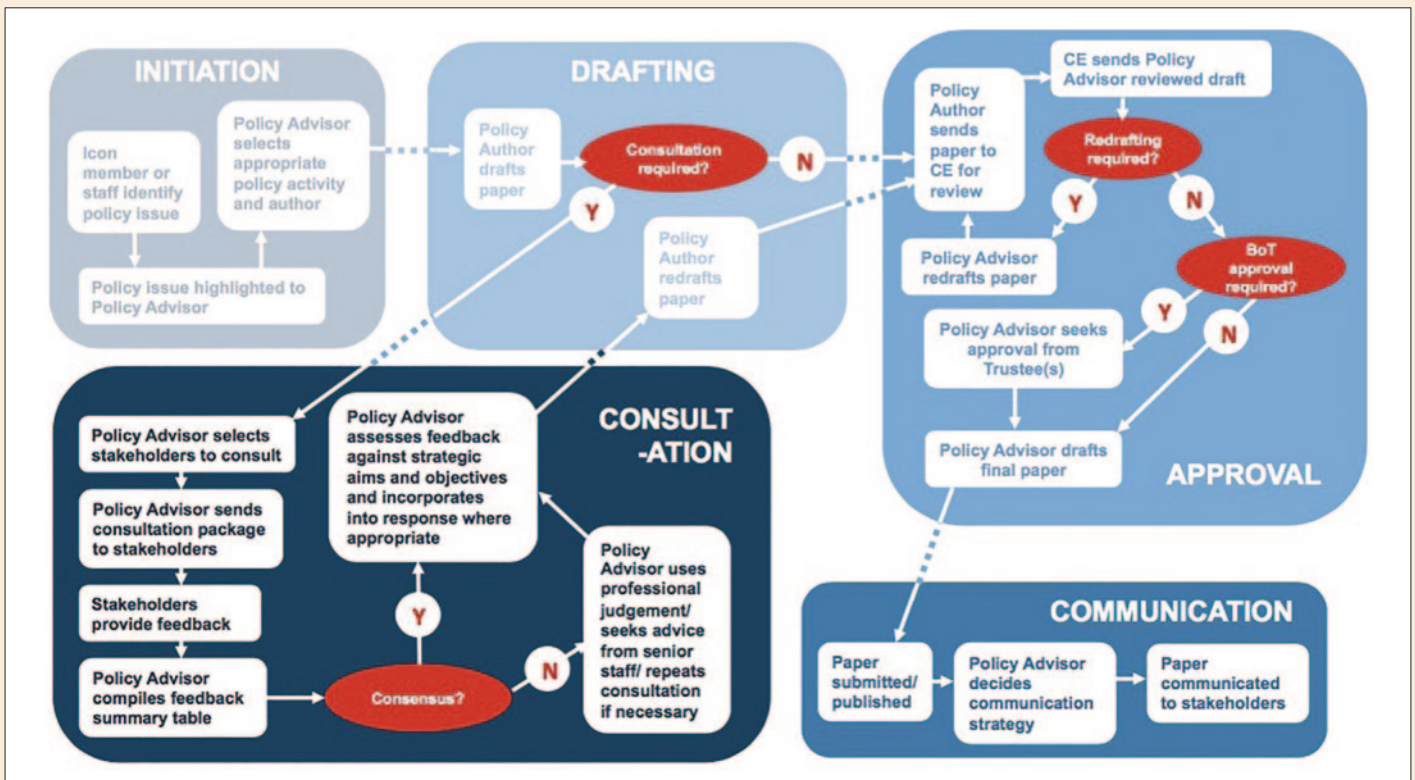 INITIATION
Icon
member or
staff identify
policy issue
Policy issue highlighted to
Policy Advisor
Policy Advisor
selects
appropriate
policy activity
and author
DRAFTING
Policy
Author
drafts
paper
Consultation
required?
N
Y
Policy
Author
redrafts
paper
CONSULT
-ATION
Policy Advisor selects
stakeholders to consult
Policy Advisor sends
consultation package
to stakeholders
Stakeholders
provide feedback
Policy Advisor
compiles feedback
summary table
Consensus?
Y
N
Policy Advisor
assesses feedback
against strategic
aims and objectives
and incorporates
into response where
appropriate
Policy
Advisor uses
professional
judgement/
seeks advice
from senior
staff/ repeats
consultation
if necessary
Policy
Author
sends
paper to
CE for
review
CE sends Policy
Advisor reviewed draft
Redrafting
required?
Y
N
Policy Advisor
redrafts paper
BoT
approval
required?
Y
N
Policy Advisor seeks
approval from
Trustee(s)
Policy Advisor drafts
final paper
APPROVAL
COMMUNICATION
Paper
submitted/
published
Policy Advisor
decides
communication
strategy
Paper
communicated
to stakeholders